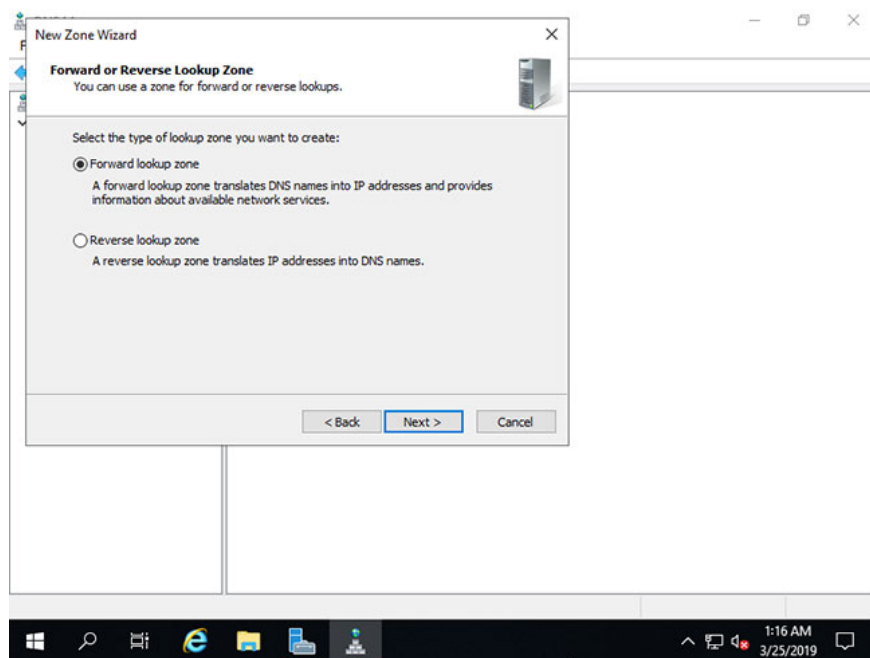 New Zone Wizard
F
Forward or Reverse Lookup Zone
You can use a zone for forward or reverse lookups.
Select the type of lookup zone you want to create:
Forward lookup zone
A forward lookup zone translates DNS names into IP addresses and provides
information about available network services.
Reverse lookup zone
A reverse lookup zone translates IP addresses into DNS names.
< Back
Next >
Cancel
1:16 AM
3/25/2019